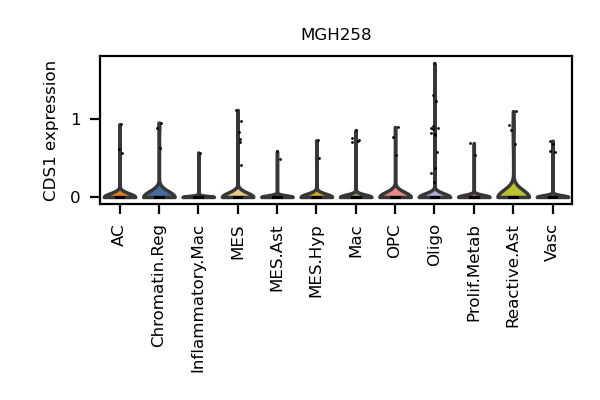 MGH258
CDS1 expression
1
0
AC
Chromatin.Reg
Inflammatory.Mac
MES
MES.Ast
MES.Hyp
Mac
OPC
Oligo
Prolif.Metab
Reactive.Ast
Vasc